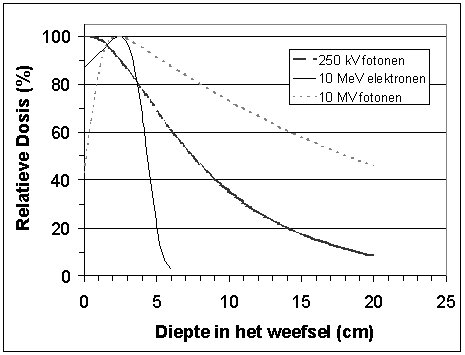 Relatieve Dosis (%)
100
80
60
40
20
0
250 kV fotonen
10 MeV elektronen
10 MV fotonen
0 5 10 15 20 25
Diepte in het weefsel (cm)